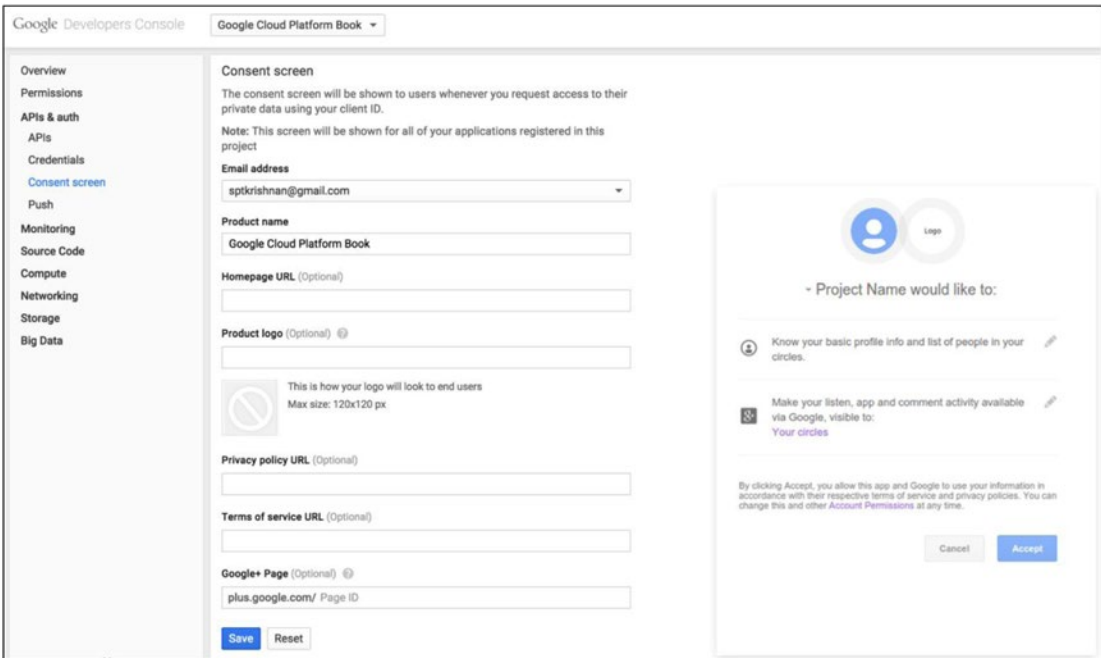 Google Developers Console
Google Cloud Platform Book
Overview
Permissions
APIs & auth
APIs
Credentials
Consent screen
Push
Monitoring
Source Code
Compute
Networking
Storage
Big Data
Consent screen
The consent screen will be shown to users whenever you request access to their
private data using your client ID.
Note: This screen will be shown for all of your applications registered in this
project
Email address
sptkrishnan@gmail.com
Product name
Google Cloud Platform Book
Homepage URL (Optional)
Product logo (Optional)
This is how your logo will look to end users
Max size: 120x120 px
Privacy policy URL (Optional)
Terms of service URL (Optional)
Google+ Page (Optional)
plus.google.com/ Page ID
Save Reset
Logo
Project Name would like to:
Know your basic profile info and list of people in your
circles.
Make your listen, app and comment activity available
via Google, visible to:
Your circles
By clicking Accept, you allow this app and Google to use your information in
accordance with their respective terms of service and privacy policies. You can
change this and other Account Permissions at any time.
Cancel Accept